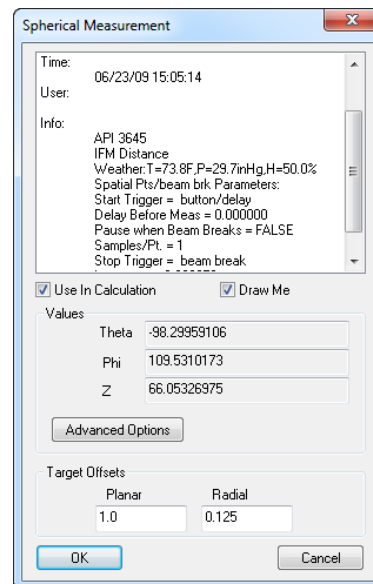 Spherical Measurement
Time:
06/23/09 15:05:14
User:
Info:
API 3645
IFM Distance
Weather:T=73.8F,P=29.7inHg,H=50.0%
Spatial Pts/beam brk Parameters:
Start Trigger = button/delay
Delay Before Meas = 0.000000
Pause when Beam Breaks = FALSE
Samples/Pt. = 1
Stop Trigger = beam break
Use In Calculation Draw Me
Values
Theta -98.29959106
Phi 109.5310173
Z 66.05326975
Advanced Options
Target Offsets
Planar Radial
1.0 0.125
OK Cancel